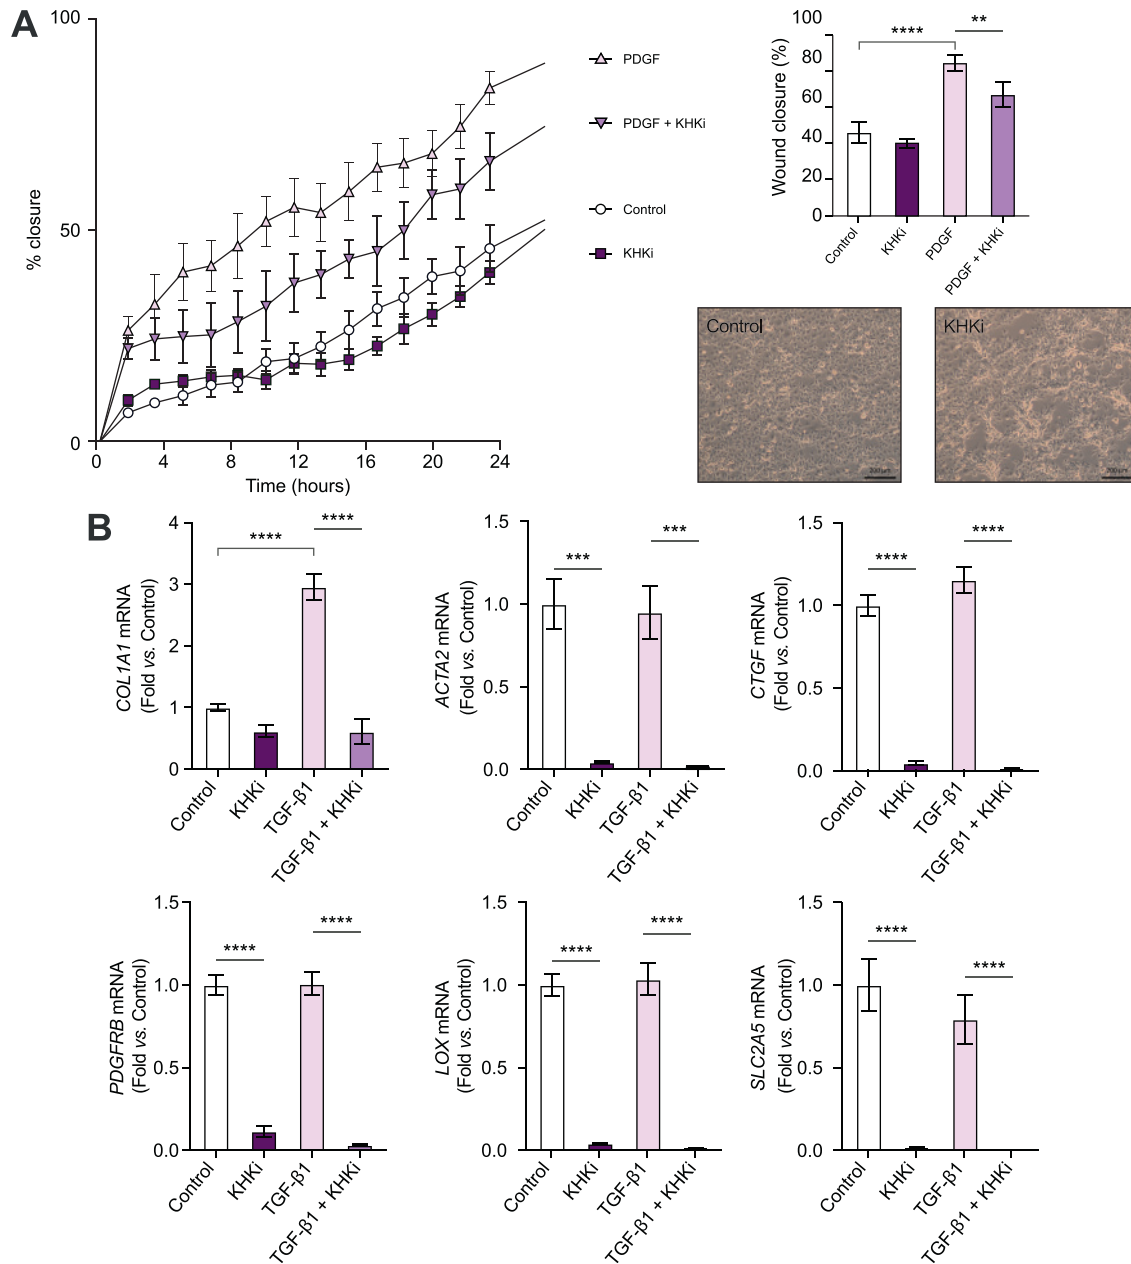 A
100
50
0
% closure
0
4
8
12
16
20
24
Time (hours)
PDGF
PDGF + KHKi
Control
KHKi
**
****
100
80
60
40
20
0
Wound closure (%)
Control
KHKi
PDGF
PDGF + KHKi
Control
200 µm
KHKi
200 µm
B
****
****
4
3
2
1
0
COL1A1 mRNA
(Fold vs. Control)
Control
KHKi
TGF-β1
TGF-β1 + KHKi
***
***
1.5
1.0
0.5
0.0
ACTA2 mRNA
(Fold vs. Control)
Control
KHKi
TGF-β1
TGF-β1 + KHKi
****
****
1.5
1.0
0.5
0.0
CTGF mRNA
(Fold vs. Control)
Control
KHKi
TGF-β1
TGF-β1 + KHKi
****
****
1.5
1.0
0.5
0.0
PDGFRB mRNA
(Fold vs. Control)
Control
KHKi
TGF-β1
TGF-β1 + KHKi
****
****
1.5
1.0
0.5
0.0
LOX mRNA
(Fold vs. Control)
Control
KHKi
TGF-β1
TGF-β1 + KHKi
****
****
1.5
1.0
0.5
0.0
SLC2A5 mRNA
(Fold vs. Control)
Control
KHKi
TGF-β1
TGF-β1 + KHKi